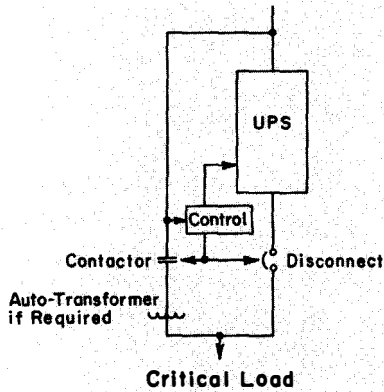 UPS
Control
Contactor
Disconnect
Auto-Transformer
if Required
Critical Load